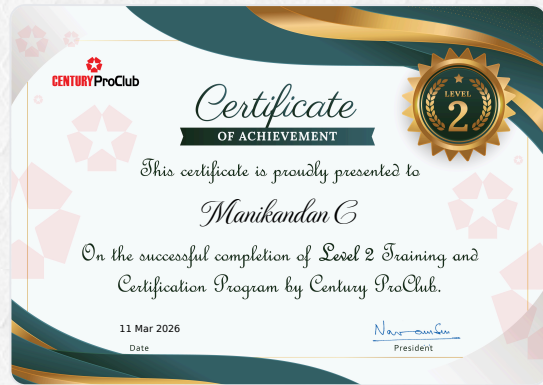 CENTURY ProClub
Certificate
OF ACHIEVEMENT
LEVEL
2
This certificate is proudly presented to
Manikandan C
On the successful completion of Level 2 Training and
Certification Program by Century ProClub.
11 Mar 2026
Date
President